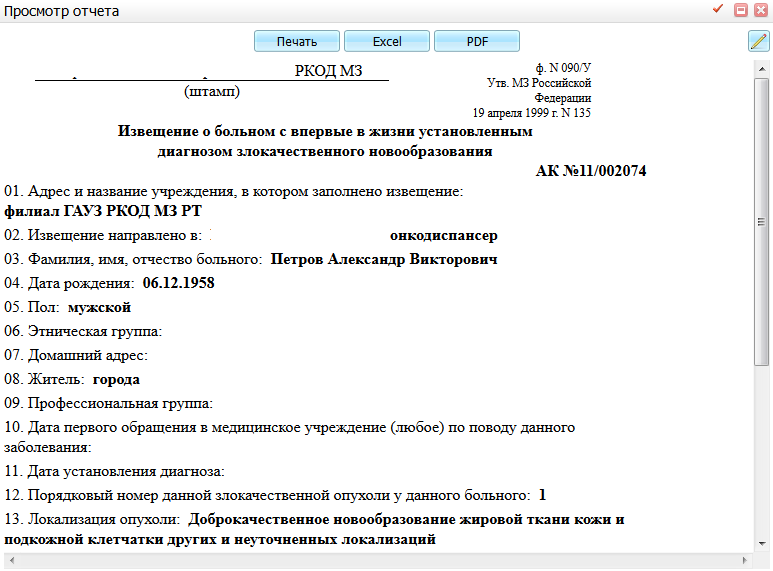 Просмотр отчета
Печать Excel PDF
РКОД МЗ
(штамп)
ф. N 090/У
Утв. МЗ Российской
Федерации
19 апреля 1999 г. N 135
Извещение о больном с впервые в жизни установленным
диагнозом злокачественного новообразования
АК №11/002074
01. Адрес и название учреждения, в котором заполнено извещение:
филиал ГАУЗ РКОД МЗ РТ
02. Извещение направлено в: онкодиспансер
03. Фамилия, имя, отчество больного: Петров Александр Викторович
04. Дата рождения: 06.12.1958
05. Пол: мужской
06. Этническая группа:
07. Домашний адрес:
08. Житель: города
09. Профессиональная группа:
10. Дата первого обращения в медицинское учреждение (любое) по поводу данного
заболевания:
11. Дата установления диагноза:
12. Порядковый номер данной злокачественной опухоли у данного больного: 1
13. Локализация опухоли: Доброкачественное новообразование жировой ткани кожи и
подкожной клетчатки других и неуточненных локализаций